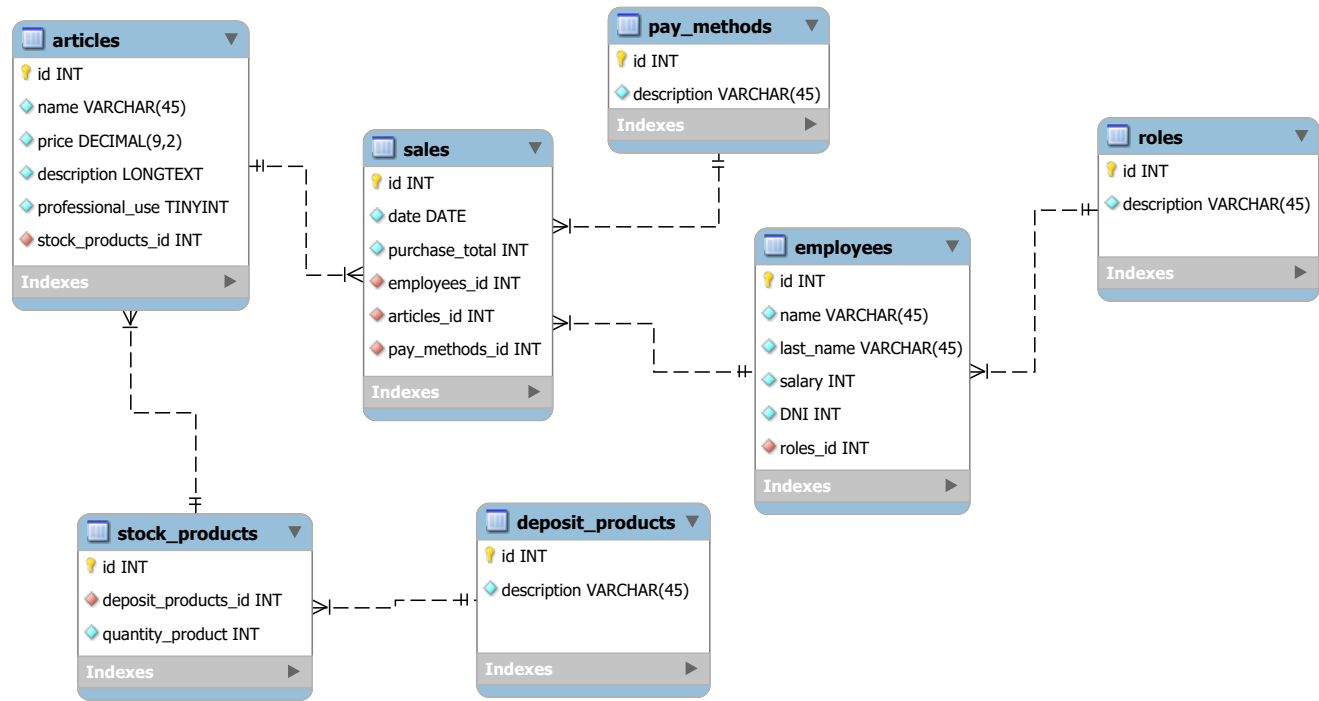 articles
id INT
name VARCHAR(45)
price DECIMAL(9,2)
description LONGTEXT
professional_use TINYINT
stock_products_id INT
Indexes
sales
id INT
date DATE
purchase_total INT
employees_id INT
articles_id INT
pay_methods_id INT
Indexes
pay_methods
id INT
description VARCHAR(45)
Indexes
employees
id INT
name VARCHAR(45)
last_name VARCHAR(45)
salary INT
DNI INT
roles_id INT
Indexes
roles
id INT
description VARCHAR(45)
Indexes
stock_products
id INT
deposit_products_id INT
quantity_product INT
Indexes
deposit_products
id INT
description VARCHAR(45)
Indexes